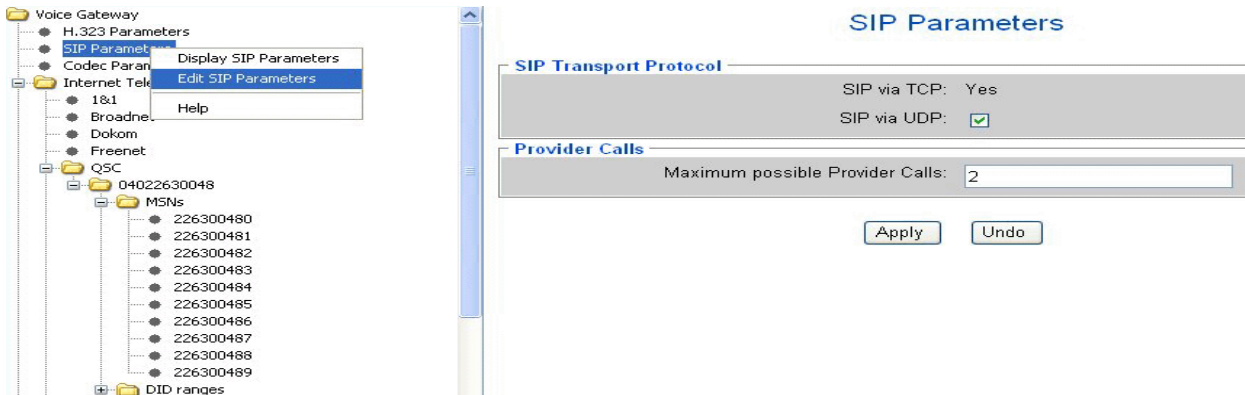 Voice Gateway
H.323 Parameters
SIP Parameters
Codec Param
Internet Tele
1&1
Broadnet
Dokom
Freenet
QSC
04022630048
MSNs
226300480
226300481
226300482
226300483
226300484
226300485
226300486
226300487
226300488
226300489
DID ranges
Display SIP Parameters
Edit SIP Parameters
Help
SIP Parameters
SIP Transport Protocol
SIP via TCP: Yes
SIP via UDP:
Provider Calls
Maximum possible Provider Calls: 2
Apply Undo